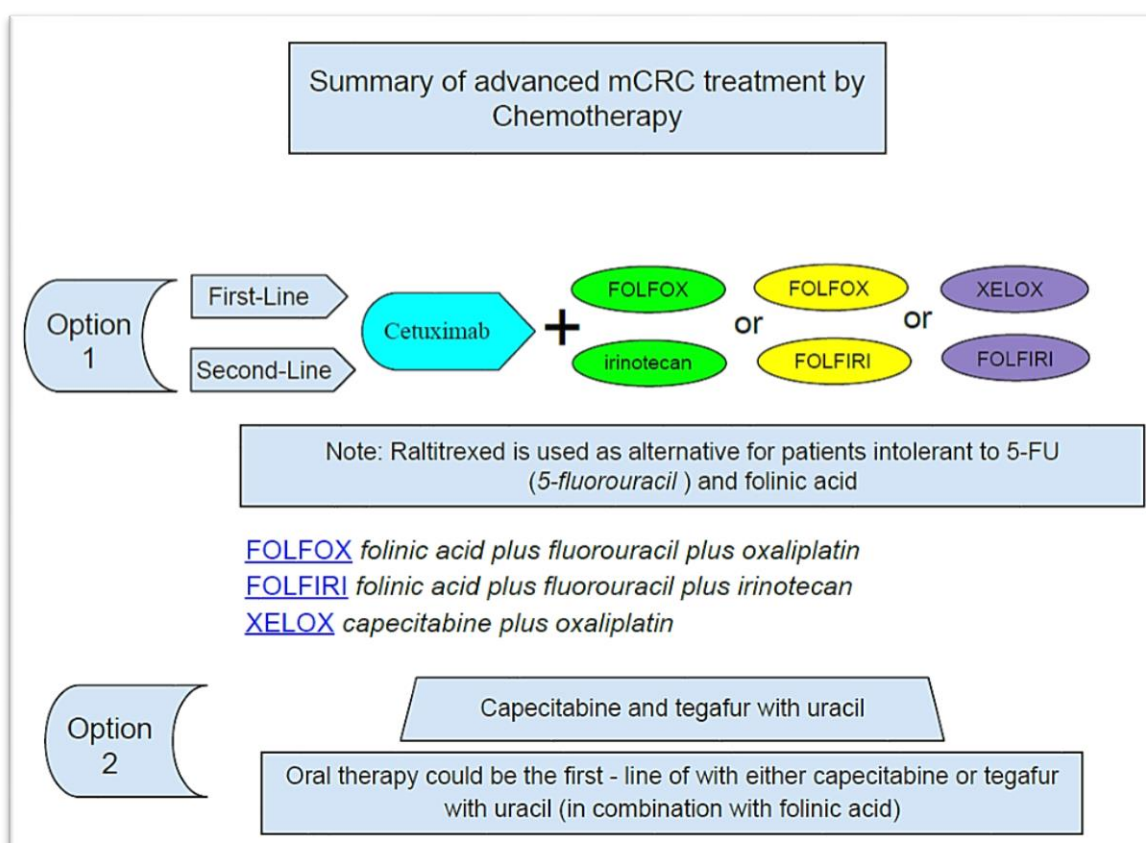 Summary of advanced mCRC treatment by
Chemotherapy
Option
1
First-Line
Second-Line
Cetuximab
+
FOLFOX
irinotecan
or
FOLFOX
FOLFIRI
or
XELOX
FOLFIRI
Note: Raltitrexed is used as alternative for patients intolerant to 5-FU
(5-fluorouracil ) and folinic acid
FOLFOX folinic acid plus fluorouracil plus oxaliplatin
FOLFIRI folinic acid plus fluorouracil plus irinotecan
XELOX capecitabine plus oxaliplatin
Option
2
Capecitabine and tegafur with uracil
Oral therapy could be the first - line of with either capecitabine or tegafur
with uracil (in combination with folinic acid)